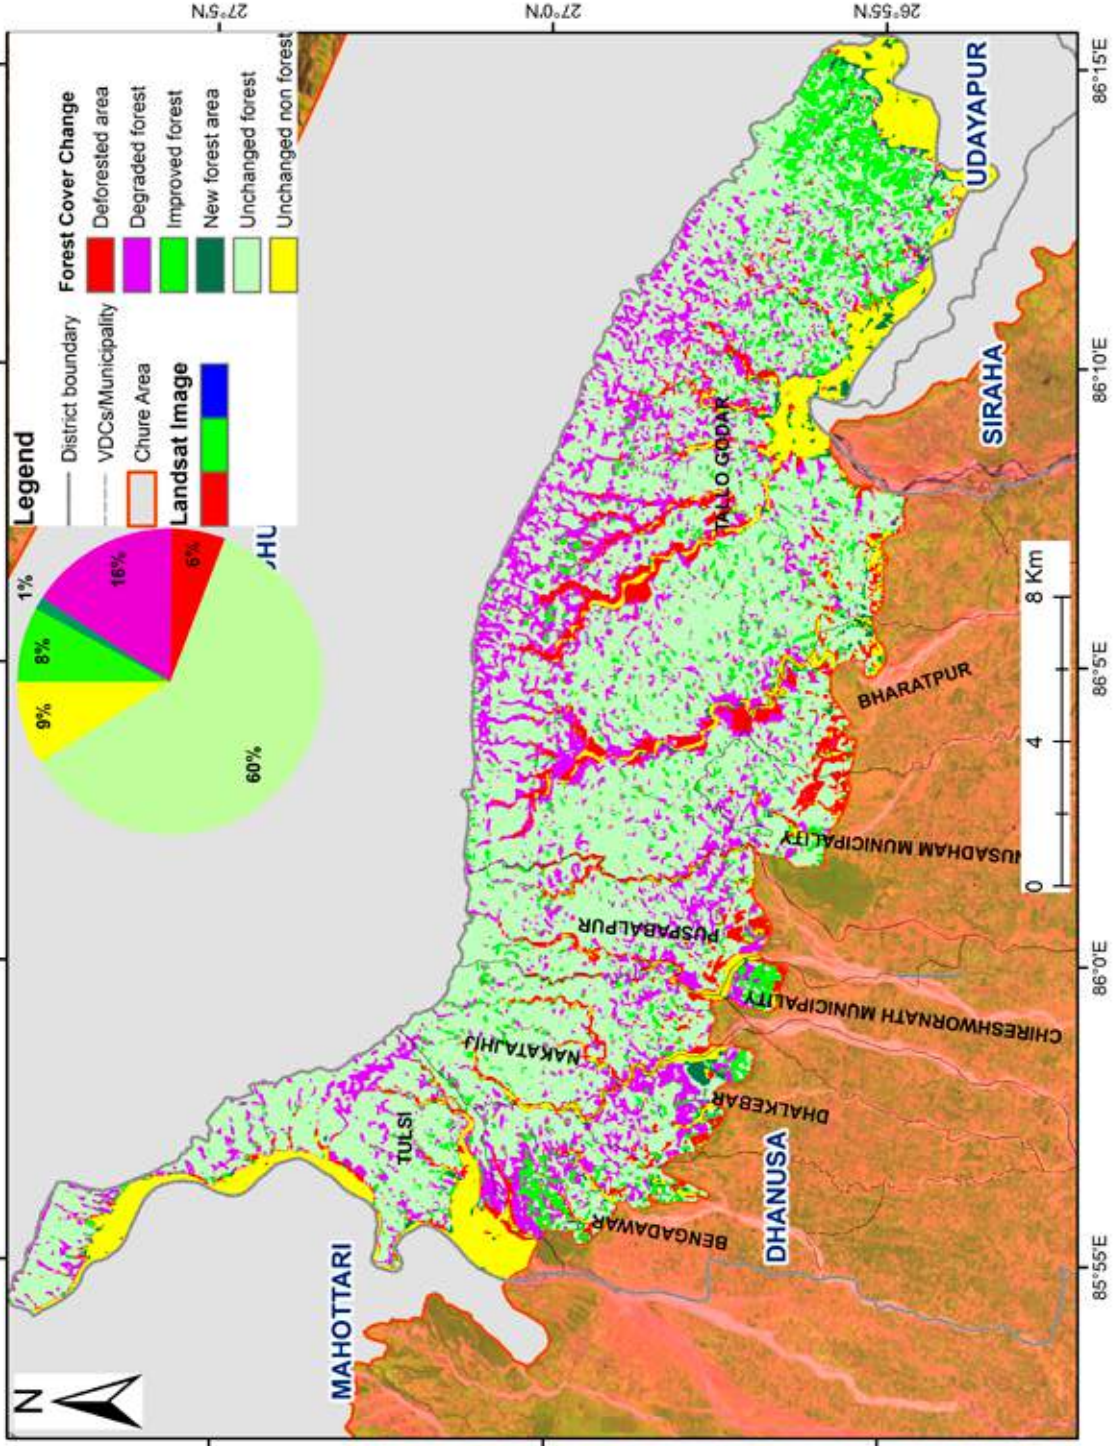 N
Legend
District boundary
VDCs/Municipality
Chure Area
Landsat Image
Forest Cover Change
Deforested area
Degraded forest
Improved forest
New forest area
Unchanged forest
Unchanged non forest
9%
8%
1%
16%
6%
60%
27°5'N
27°0'N
26°55'N
86°15'E
86°10'E
86°5'E
86°0'E
85°55'E
MAHOTTARI
DHANUSA
SIRAHA
UDAYAPUR
TULSI
NAKATAJHIJ
PUSPABALPUR
TALLO GODAR
BENGADAWAR
DHALKEBAR
CHIRESHWORNATH MUNICIPALITY
NUSADHAM MUNICIPALITY
BHARATPUR
0 4 8 Km